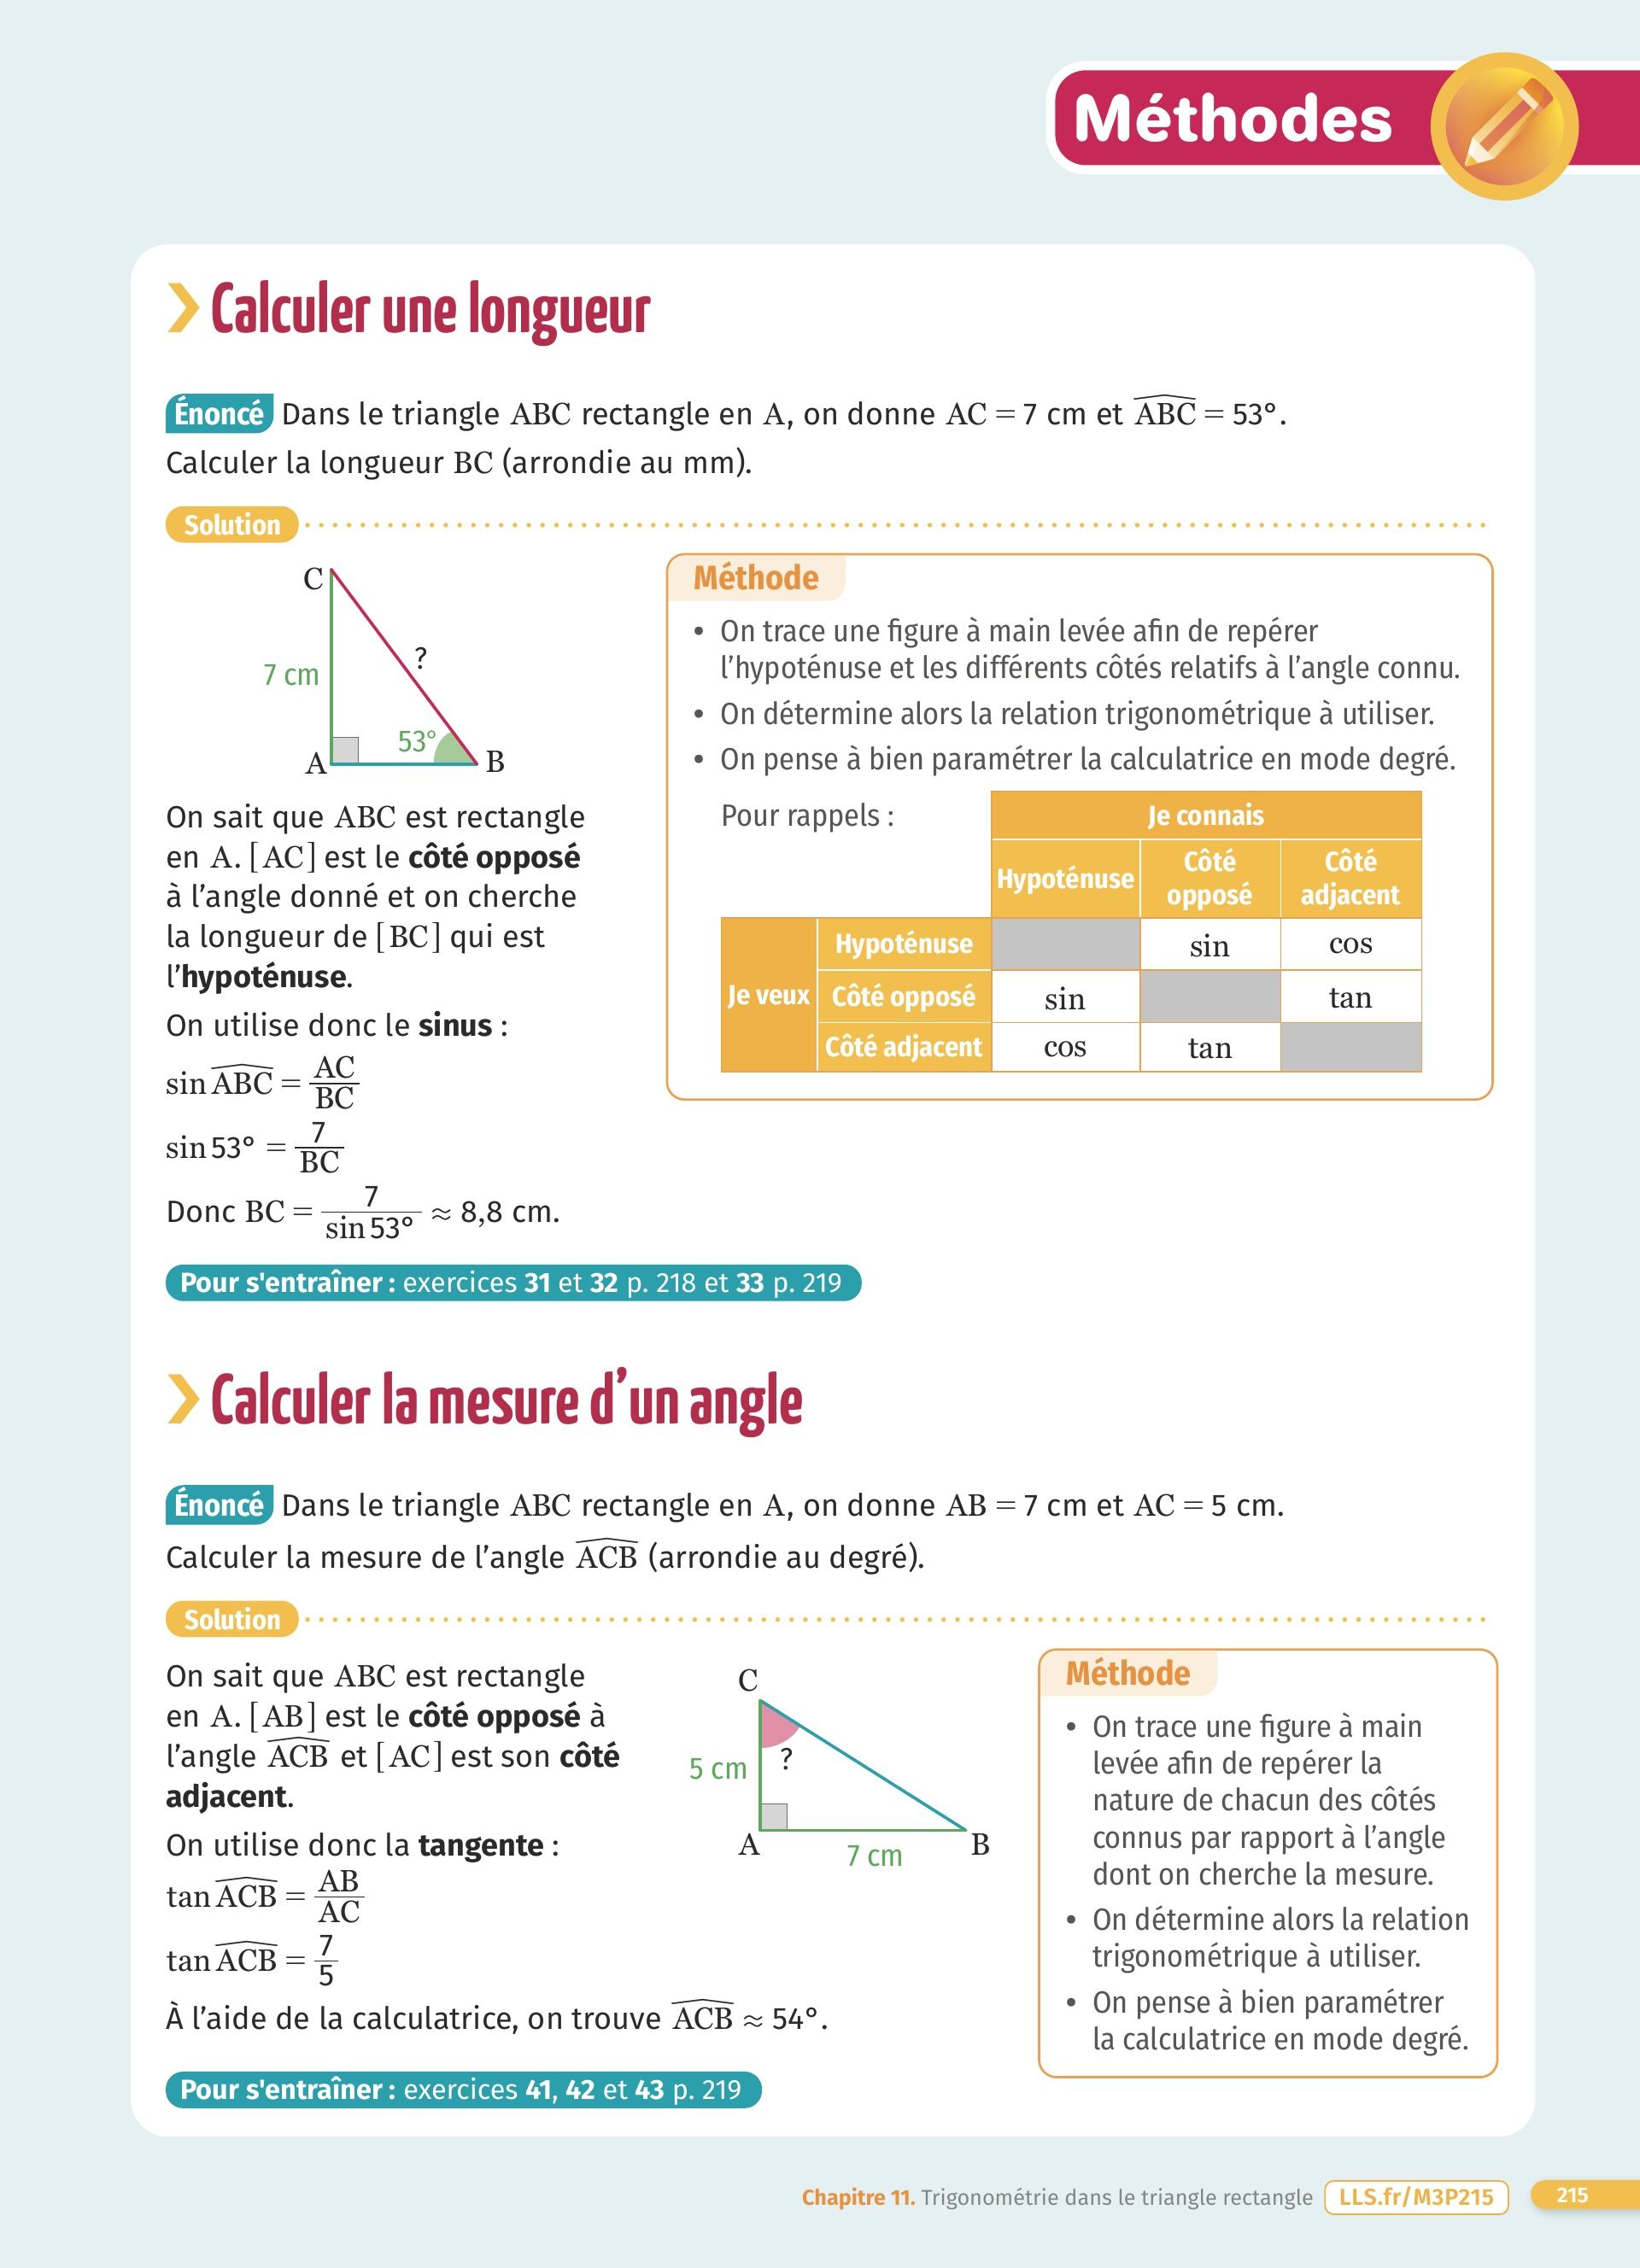 Méthodes
Calculer une longueur
Énoncé Dans le triangle ABC rectangle en A, on donne AC = 7 cm et \widehat{ABC} = 53°.
Calculer la longueur BC (arrondie au mm).
Solution
C
7 cm
?
53°
A
B
On sait que ABC est rectangle
en A. [AC] est le côté opposé
à l’angle donné et on cherche
la longueur de [BC] qui est
l’hypoténuse.
On utilise donc le sinus :
sin \widehat{ABC} = \frac{AC}{BC}
sin 53° = \frac{7}{BC}
Donc BC = \frac{7}{sin 53°} ≈ 8,8 cm.
Méthode
• On trace une figure à main levée afin de repérer
l’hypoténuse et les différents côtés relatifs à l’angle connu.
• On détermine alors la relation trigonométrique à utiliser.
• On pense à bien paramétrer la calculatrice en mode degré.
Pour rappels :
Je connais
Hypoténuse
Côté
opposé
Côté
adjacent
Je veux
Hypoténuse sin cos
Côté opposé sin tan
Côté adjacent cos tan
Pour s'entraîner : exercices 31 et 32 p. 218 et 33 p. 219
Calculer la mesure d’un angle
Énoncé Dans le triangle ABC rectangle en A, on donne AB = 7 cm et AC = 5 cm.
Calculer la mesure de l’angle \widehat{ACB} (arrondie au degré).
Solution
On sait que ABC est rectangle
en A. [AB] est le côté opposé à
l’angle \widehat{ACB} et [AC] est son côté
adjacent.
On utilise donc la tangente :
tan \widehat{ACB} = \frac{AB}{AC}
tan \widehat{ACB} = \frac{7}{5}
À l’aide de la calculatrice, on trouve \widehat{ACB} ≈ 54°.
C
5 cm
?
A
7 cm
B
Méthode
• On trace une figure à main
levée afin de repérer la
nature de chacun des côtés
connus par rapport à l’angle
dont on cherche la mesure.
• On détermine alors la relation
trigonométrique à utiliser.
• On pense à bien paramétrer
la calculatrice en mode degré.
Pour s'entraîner : exercices 41, 42 et 43 p. 219
Chapitre 11. Trigonométrie dans le triangle rectangle LLS.fr/M3P215 215